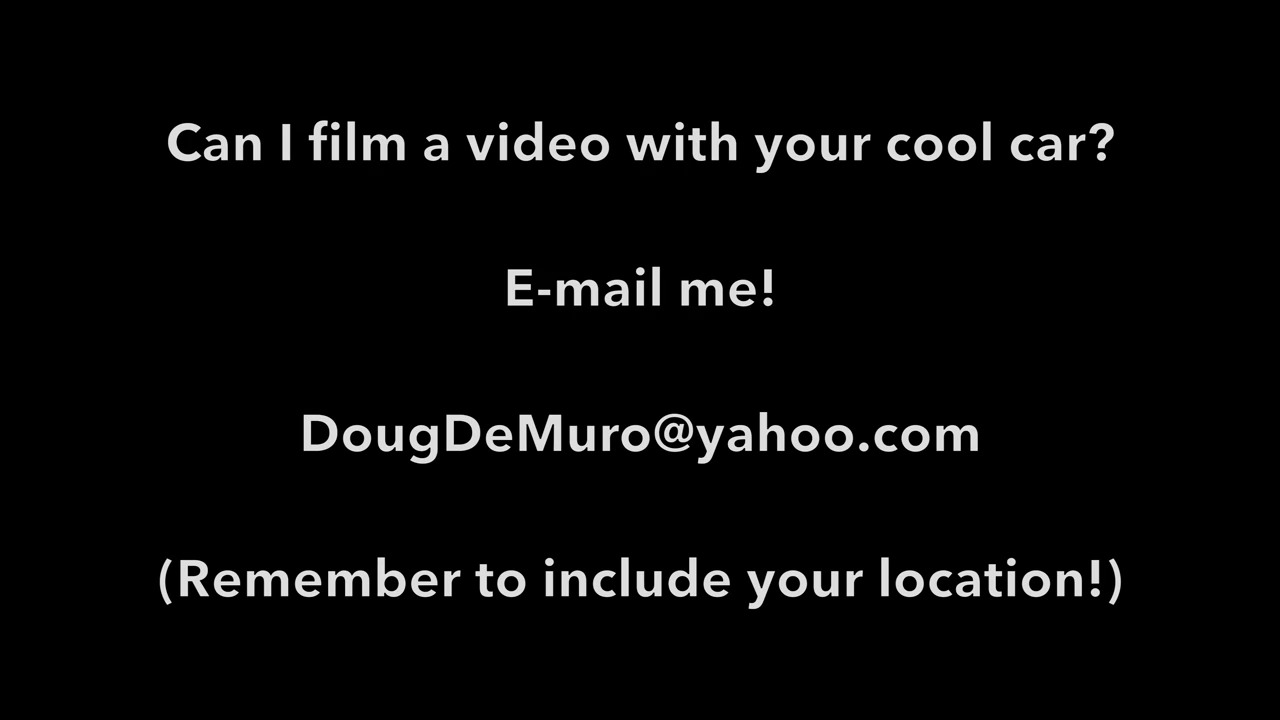 Can I film a video with your cool car?
E-mail me!
DougDeMuro@yahoo.com
(Remember to include your location!)